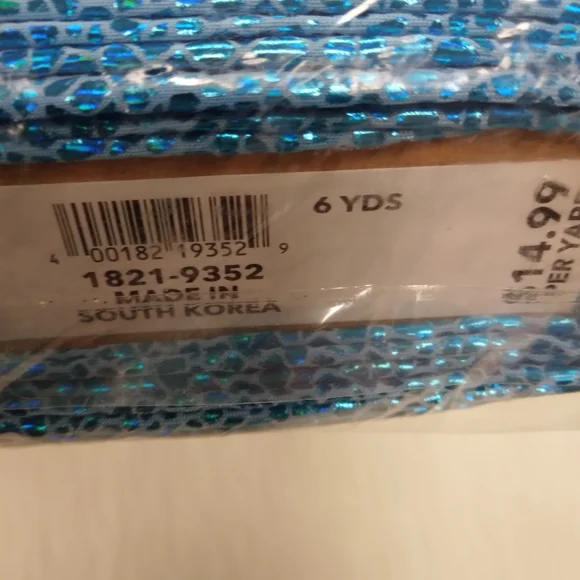 6 YDS
4 00182 19352 9
1821-9352
MADE IN
SOUTH KOREA
$14.99
PER YARD